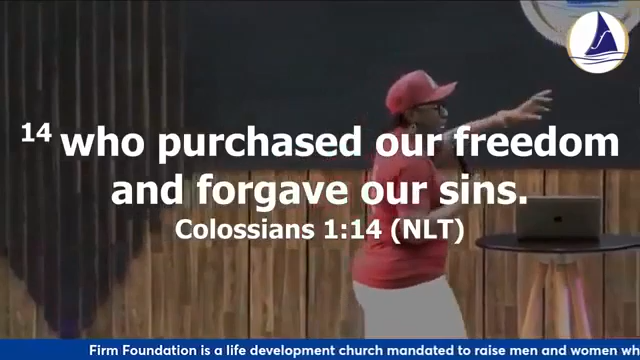 14 who purchased our freedom
and forgave our sins.
Colossians 1:14 (NLT)
Firm Foundation is a life development church mandated to raise men and women wh